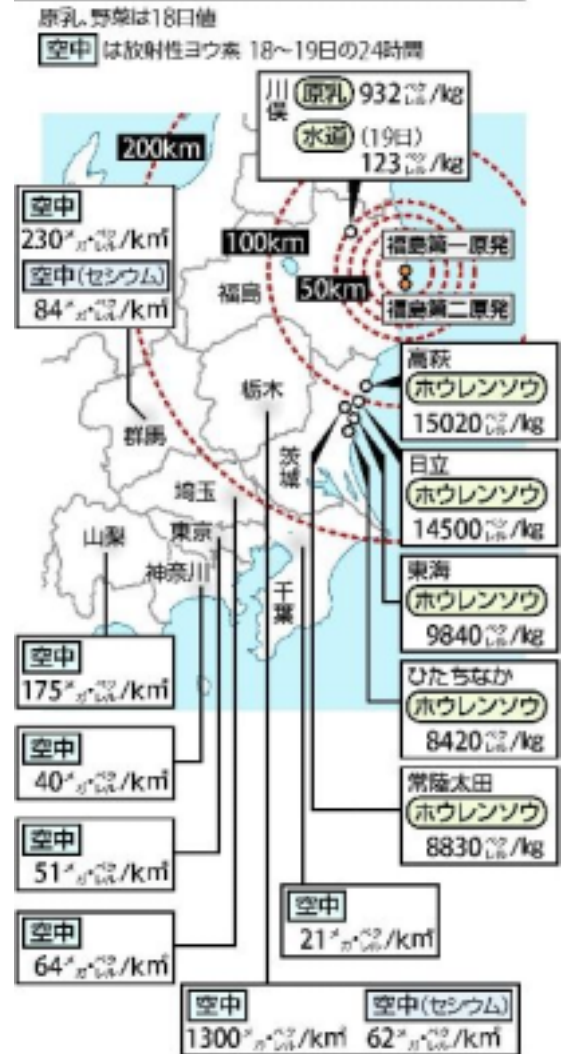 原乳、野菜は18日値
空中 は放射性ヨウ素 18〜19日の24時間
川俣 原乳 932ベクレル/kg
水道 (19日)
123ベクレル/kg
200km
空中
230メガ・ベクレル/km²
空中(セシウム)
84メガ・ベクレル/km²
100km
50km
福島第一原発
福島第二原発
福島
栃木
群馬
茨城
埼玉
東京
山梨
神奈川
千葉
高萩
ホウレンソウ
15020ベクレル/kg
日立
ホウレンソウ
14500ベクレル/kg
東海
ホウレンソウ
9840ベクレル/kg
ひたちなか
ホウレンソウ
8420ベクレル/kg
常陸太田
ホウレンソウ
8830ベクレル/kg
空中
175メガ・ベクレル/km²
空中
40メガ・ベクレル/km²
空中
51メガ・ベクレル/km²
空中
64メガ・ベクレル/km²
空中
21メガ・ベクレル/km²
空中
1300メガ・ベクレル/km²
空中(セシウム)
62メガ・ベクレル/km²